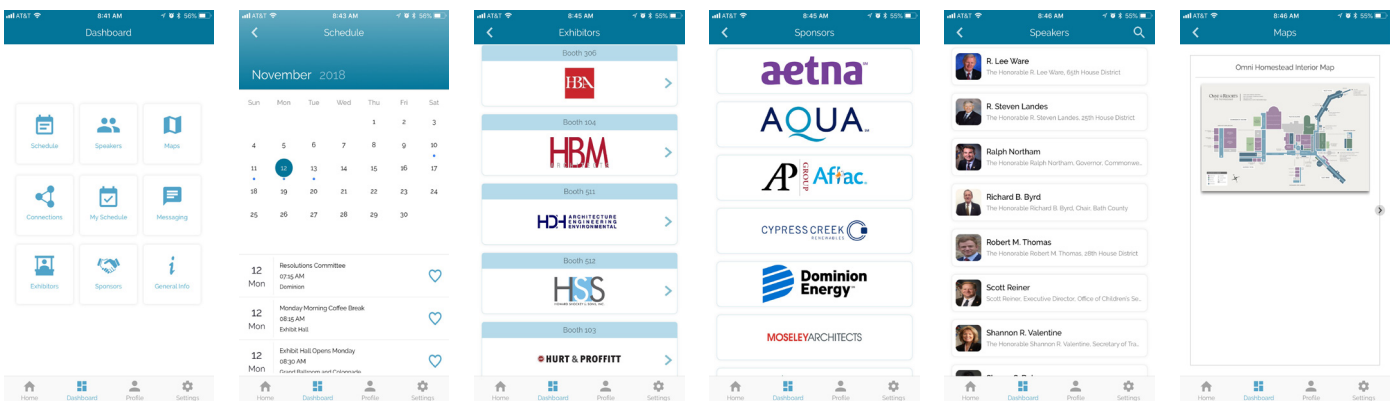 AT&T
8:41 AM
56%
Dashboard
Schedule
Speakers
Maps
Connections
My Schedule
Messaging
Exhibitors
Sponsors
General Info
Home
Dashboard
Profile
Settings
AT&T
8:43 AM
56%
Schedule
November 2018
Sun Mon Tue Wed Thu Fri Sat
1 2 3
4 5 6 7 8 9 10
11 12 13 14 15 16 17
18 19 20 21 22 23 24
25 26 27 28 29 30
12
Mon
Resolutions Committee
07:15 AM
Dominion
12
Mon
Monday Morning Coffee Break
08:15 AM
Exhibit Hall
12
Mon
Exhibit Hall Opens Monday
08:30 AM
Grand Ballroom and Colonnade
Home
Dashboard
Profile
Settings
AT&T
8:45 AM
55%
Exhibitors
Booth 306
HBA
Booth 104
HBM
Booth 511
HDH ARCHITECTURE
ENGINEERING
ENVIRONMENTAL
Booth 512
HSS
Booth 103
HURT & PROFFITT
Home
Dashboard
Profile
Settings
AT&T
8:45 AM
55%
Sponsors
aetna
AQUA
AP GROUP
Aflac
CYPRESS CREEK
RENEWABLES
Dominion
Energy
MOSELEYARCHITECTS
Home
Dashboard
Profile
Settings
AT&T
8:46 AM
55%
Speakers
R. Lee Ware
The Honorable R. Lee Ware, 65th House District
R. Steven Landes
The Honorable R. Steven Landes, 25th House District
Ralph Northam
The Honorable Ralph Northam, Governor, Commonwe...
Richard B. Byrd
The Honorable Richard B. Byrd, Chair, Bath County
Robert M. Thomas
The Honorable Robert M. Thomas, 28th House District
Scott Reiner
Scott Reiner, Executive Director, Office of Children's Se...
Shannon R. Valentine
The Honorable Shannon R. Valentine, Secretary of Tra...
Home
Dashboard
Profile
Settings
AT&T
8:46 AM
55%
Maps
Omni Homestead Interior Map
Home
Dashboard
Profile
Settings